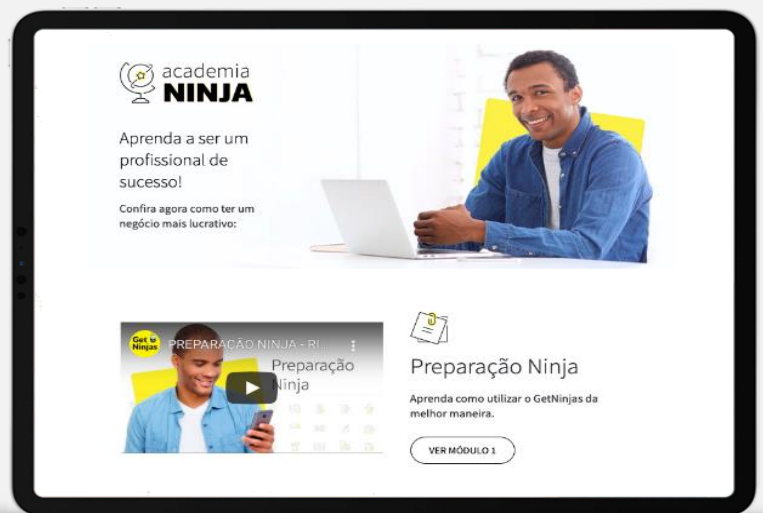 academia
NINJA
Aprenda a ser um
profissional de
sucesso!
Confira agora como ter um
negócio mais lucrativo:
Get
Ninjas
PREPARAÇÃO NINJA - RI...
Preparação
Ninja
Preparação Ninja
Aprenda como utilizar o GetNinjas da
melhor maneira.
VER MÓDULO 1